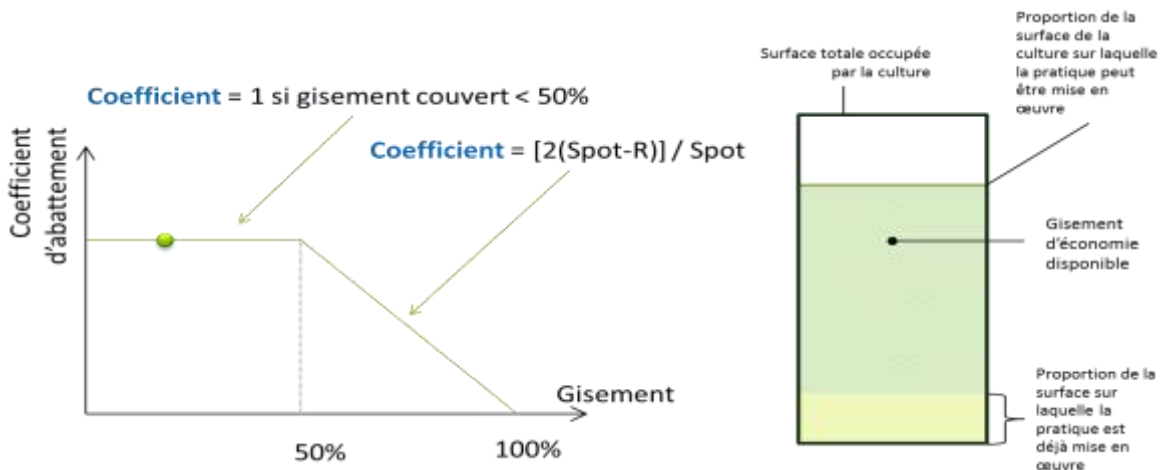 Coefficient = 1 si gisement couvert < 50%
Coefficient = [2(Spot-R)] / Spot
Coefficient
d'abattement
Gisement
50%
100%
Surface totale occupée
par la culture
Proportion de la
surface de la
culture sur laquelle
la pratique peut
être mise en
œuvre
Gisement
d'économie
disponible
Proportion de la
surface sur
laquelle la
pratique est
déjà mise en
œuvre